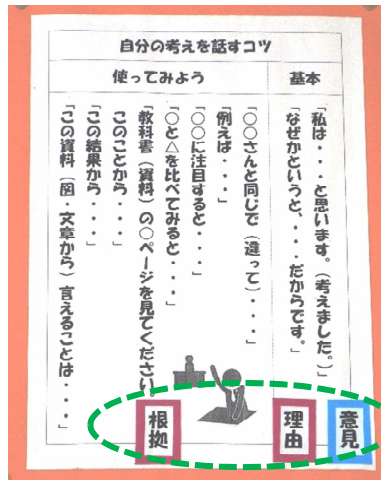 自分の考えを話すコツ
基本
使ってみよう
「私は・・・と思います。(考えました。)」
「なぜかというと、・・・だからです。」
「○○さんと同じで(違って)・・・」
「例えば・・・」
「○○に注目すると・・・」
「○と△を比べてみると・・・」
「教科書(資料)の○ページを見てください。
このことから・・・」
「この結果から・・・」
「この資料(図・文章から)言えることは・・・」
意見
理由
根拠